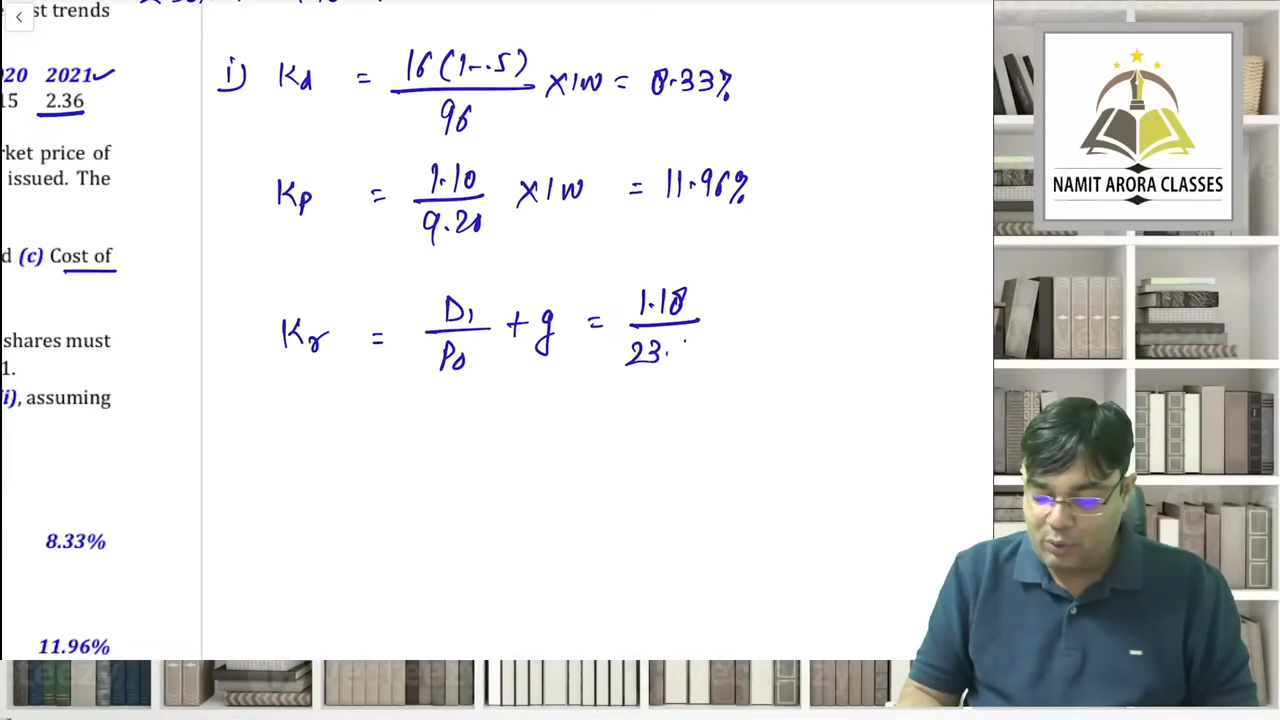 st trends
20 2021
15 2.36
ket price of
issued. The
d (c) Cost of
shares must
1.
i), assuming
8.33%
11.96%
i) Kd = 16(1-.5) / 96 × 100 = 8.33%
Kp = 1.10 / 9.20 × 100 = 11.96%
Kr = D1 / P0 + g = 1.18 / 23.
NAMIT ARORA CLASSES